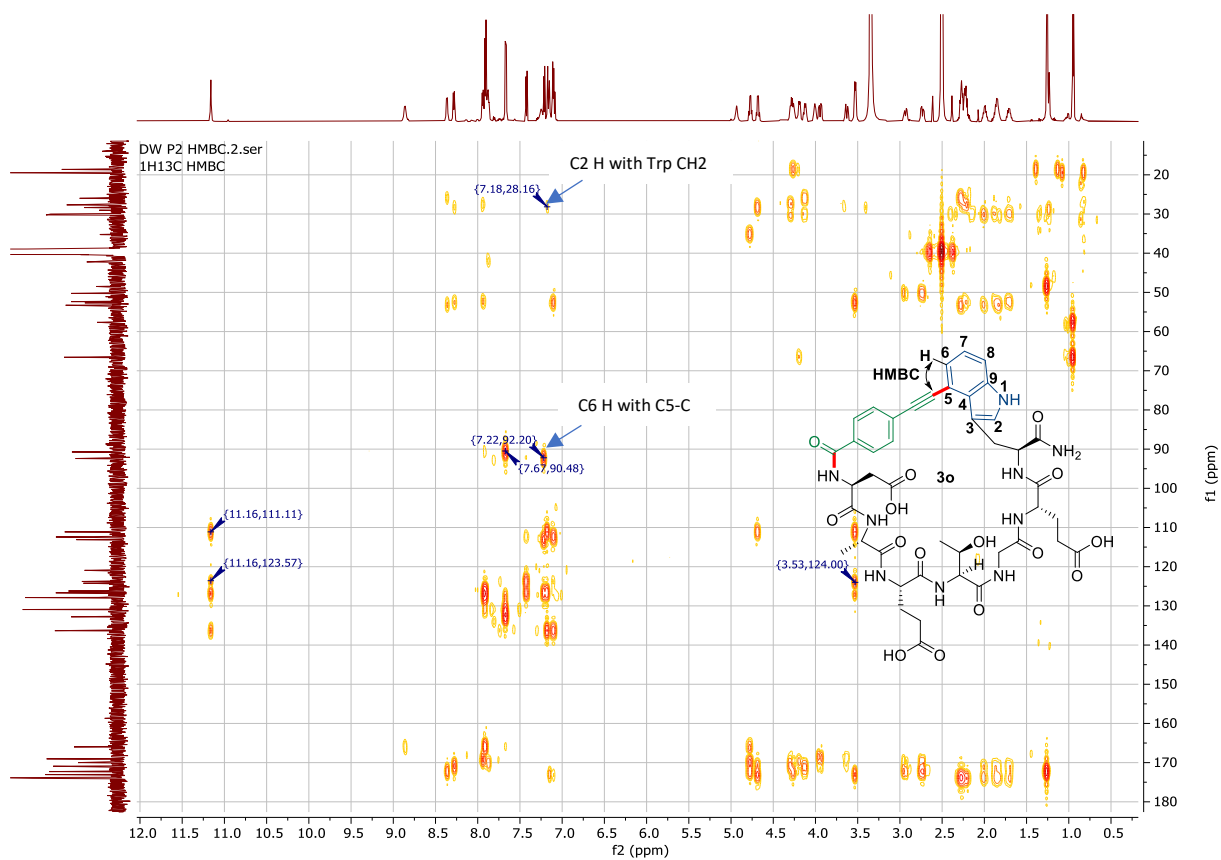 DW P2 HMBC.2.ser
1H13C HMBC
C2 H with Trp CH2
{7.18,28.16}
C6 H with C5-C
{7.22,92.20}
{7.67,90.48}
{11.16,111.11}
{11.16,123.57}
{3.53,124.00}
HMBC
H
6
7
8
9
1
NH
5
4
3
2
O
NH2
O
HN
3o
HN
O
OH
O
O
NH
O
HN
O
OH
O
HN
O
O
N
H
OH
H
O
NH
O
HO
O
20
30
40
50
60
70
80
90
100
110
120
130
140
150
160
170
180
f1 (ppm)
12.0 11.5 11.0 10.5 10.0 9.5 9.0 8.5 8.0 7.5 7.0 6.5 6.0 5.5 5.0 4.5 4.0 3.5 3.0 2.5 2.0 1.5 1.0 0.5
f2 (ppm)